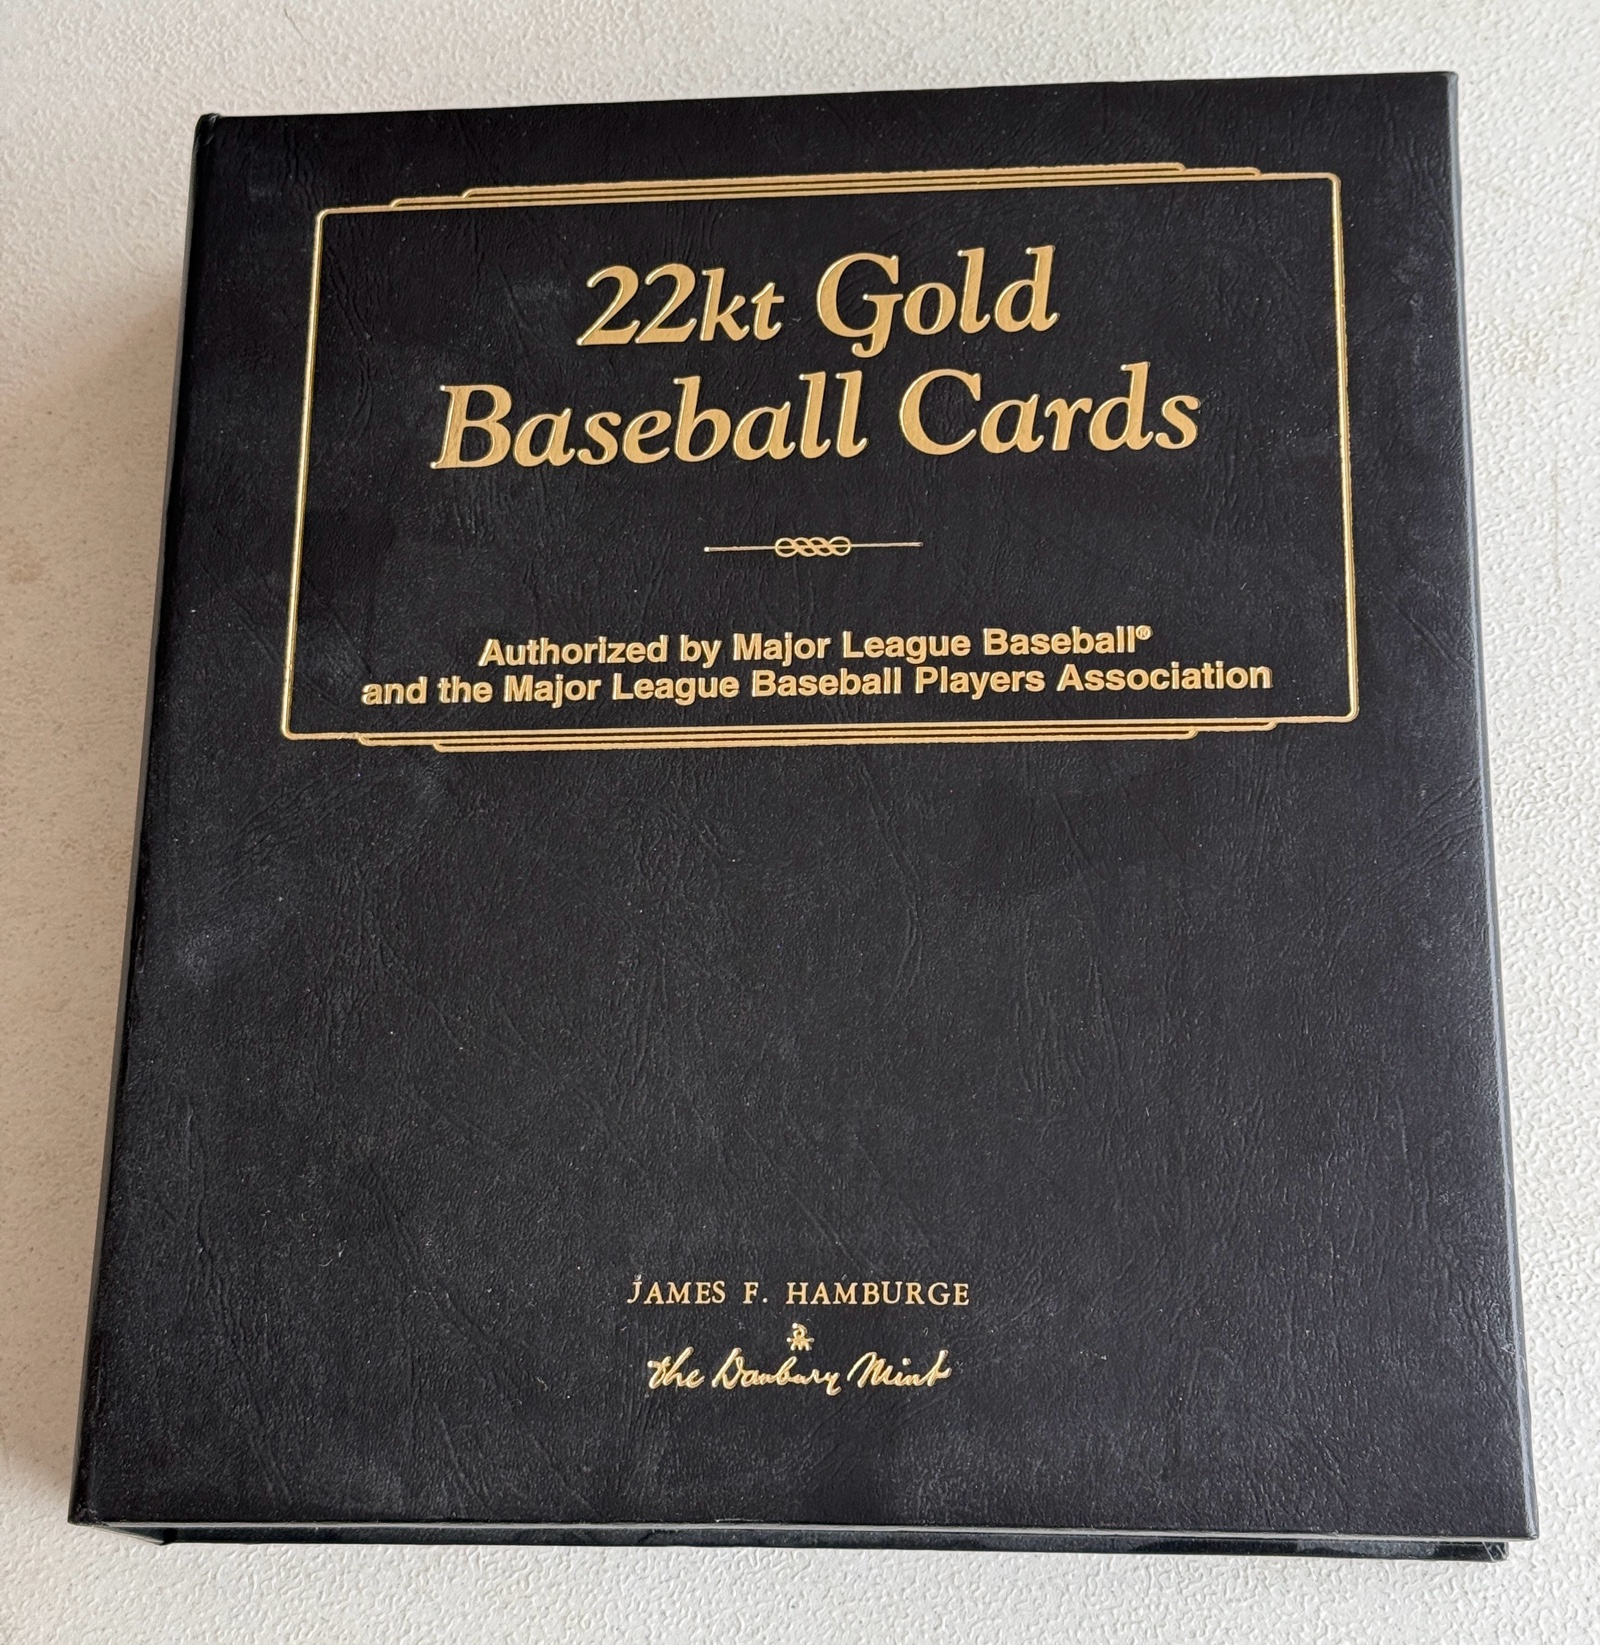 22kt Gold
Baseball Cards
Authorized by Major League Baseball®
and the Major League Baseball Players Association
JAMES F. HAMBURGE
The Danbury Mint